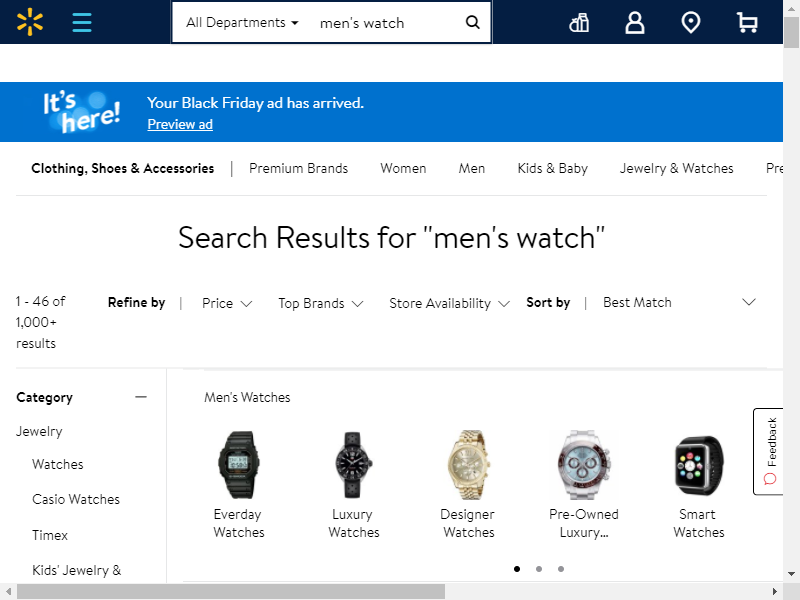 All Departments men's watch
It's here!
Your Black Friday ad has arrived.
Preview ad
Clothing, Shoes & Accessories | Premium Brands Women Men Kids & Baby Jewelry & Watches Pre
Search Results for "men's watch"
1 - 46 of
1,000+
results
Refine by | Price Top Brands Store Availability Sort by | Best Match
Category
Jewelry
Watches
Casio Watches
Timex
Kids' Jewelry &
Men's Watches
Everday
Watches
Luxury
Watches
Designer
Watches
Pre-Owned
Luxury...
Smart
Watches
Feedback